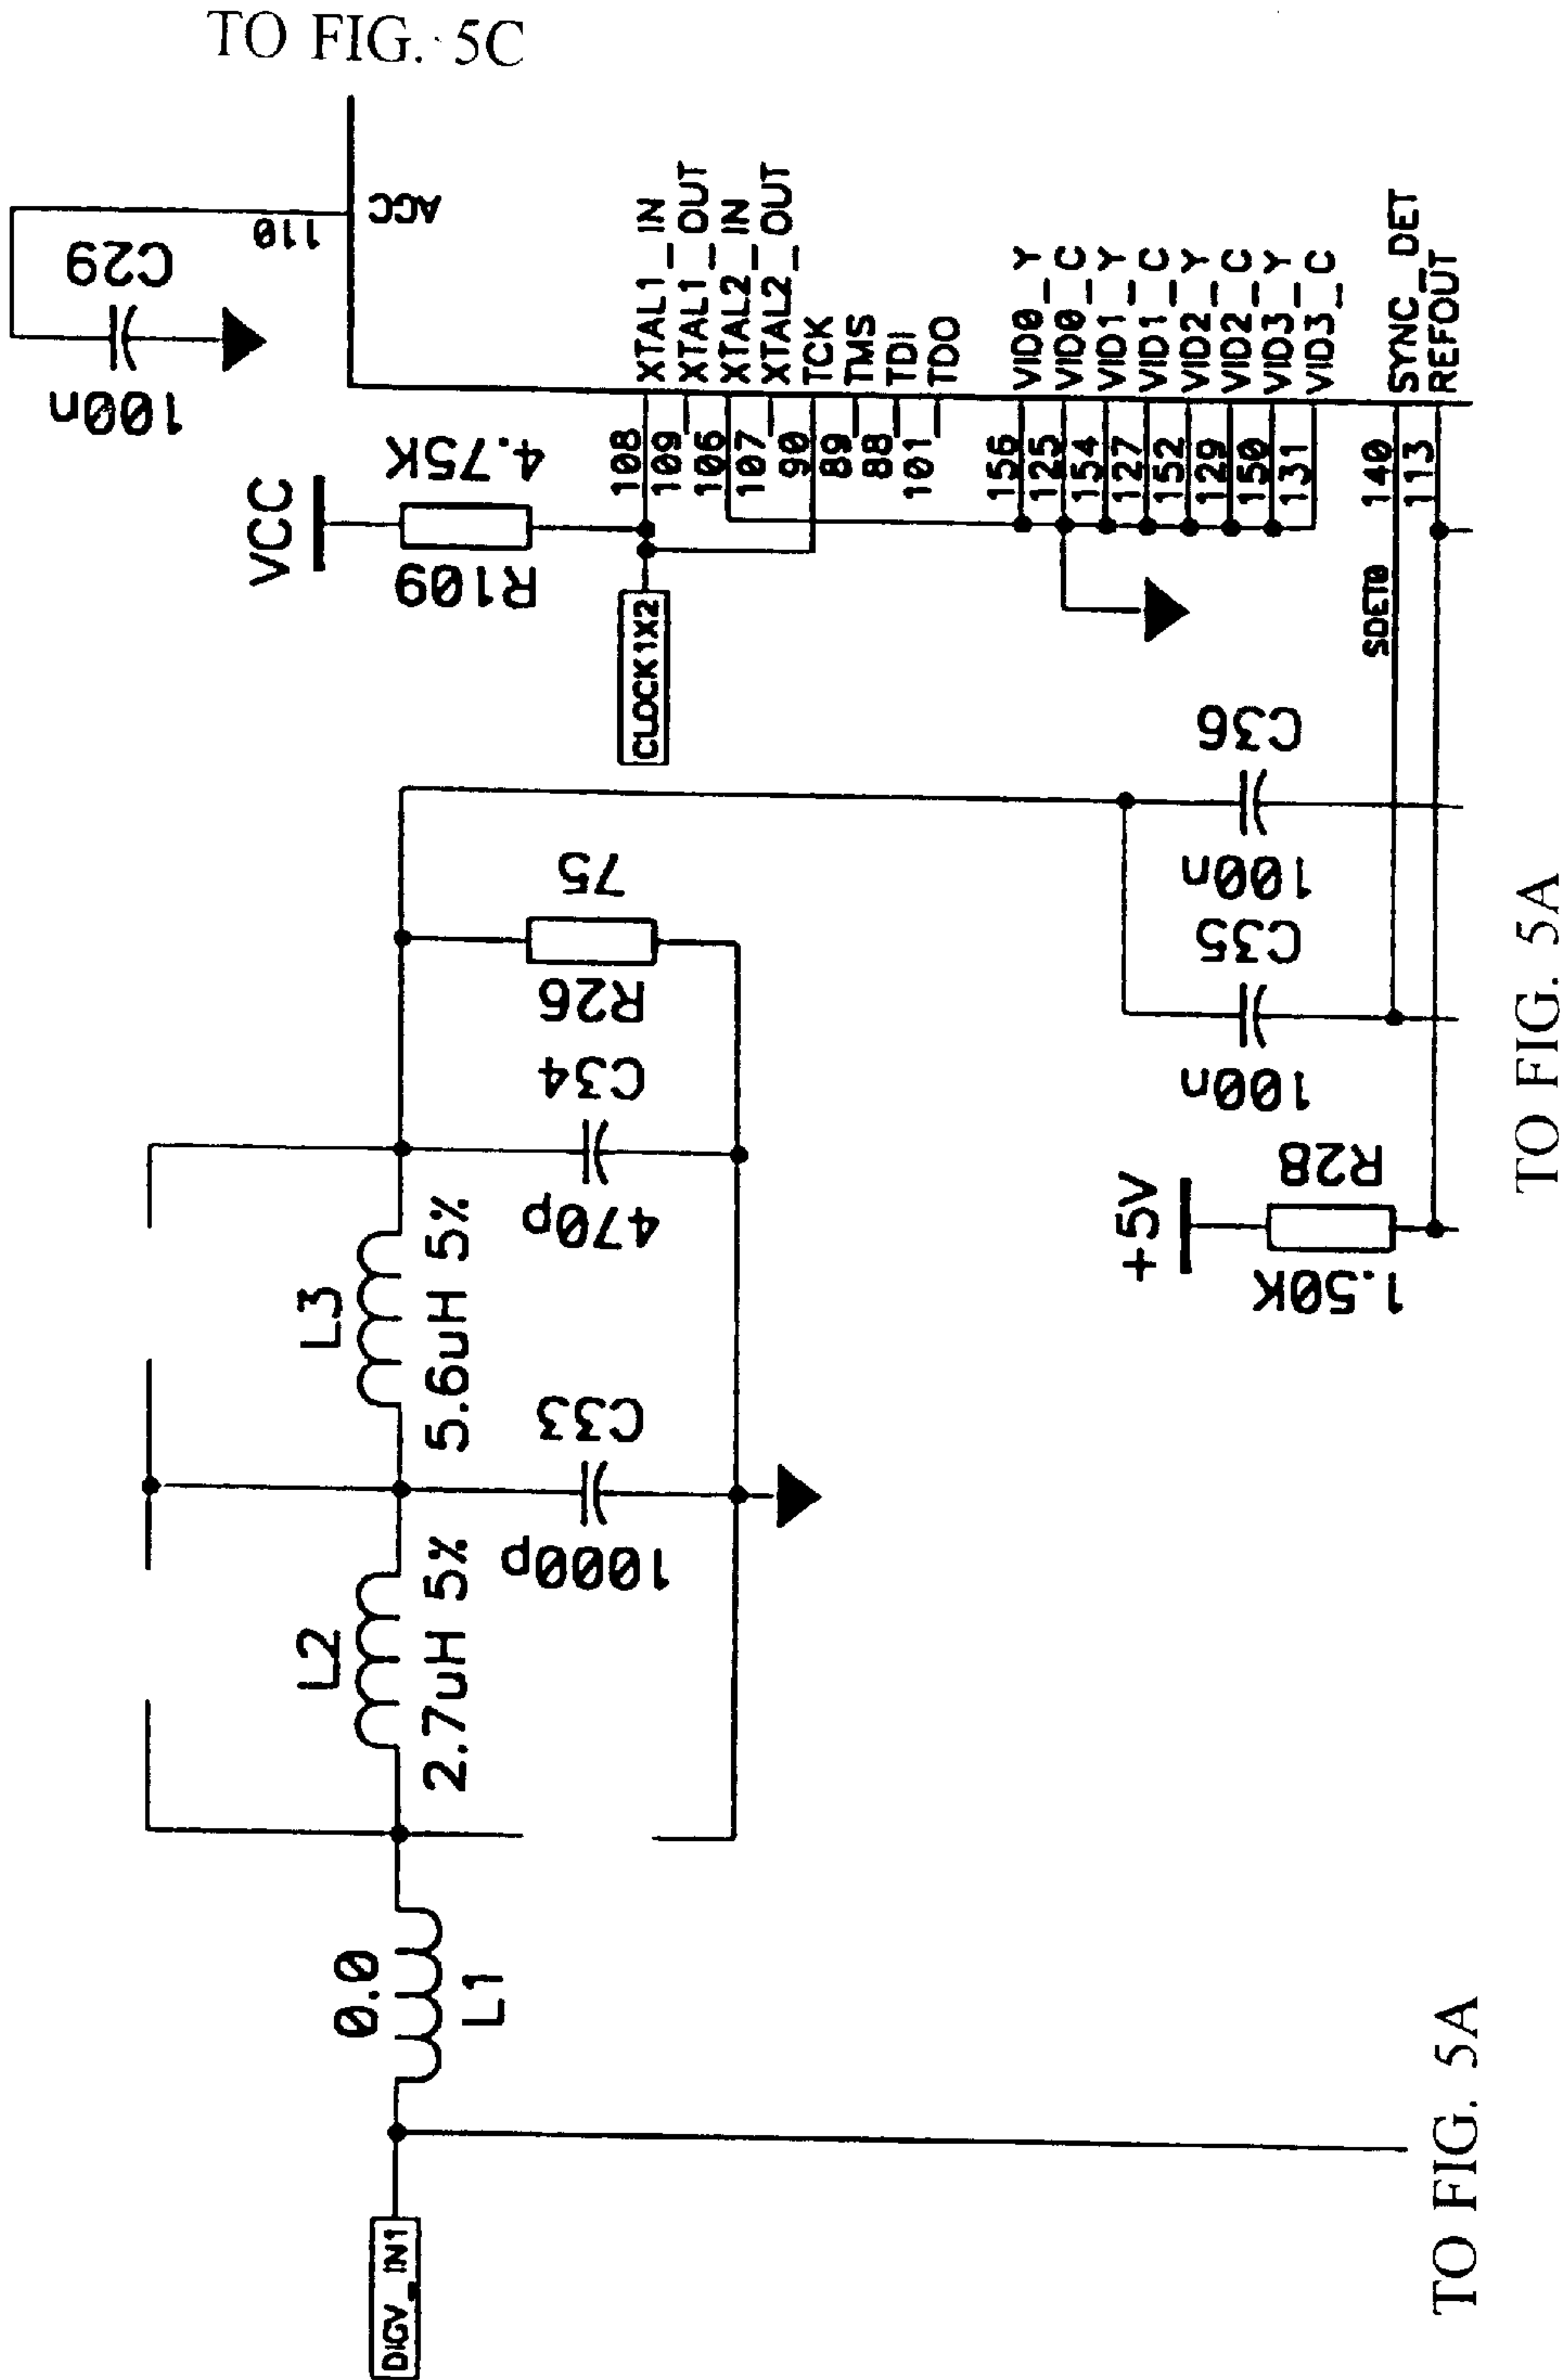 TO FIG. 5C
C29
100n
110
AGC
VCC
4.75K
R109
CLOCK1X2
108 XTAL1_IN
109 XTAL1_OUT
106 XTAL2_IN
107 XTAL2_OUT
90 TCK
89 TMS
88 TDI
101 TDO
156 VID0_Y
125 VID0_C
154 VID1_Y
127 VID1_C
152 VID2_Y
129 VID2_C
150 VID3_Y
131 VID3_C
SDET0 140 SYNC_DET
113 REFOUT
DIGV_IN1
0.0
L1
L2
2.7uH 5%
L3
5.6uH 5%
C33
1000p
C34
470p
75
R26
C36
100n
C35
100n
+5V
R28
1.50K
TO FIG. 5A
TO FIG. 5A